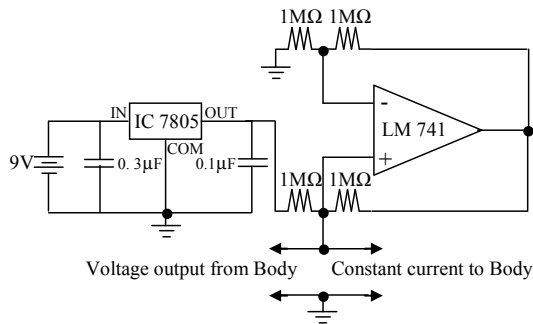 1MΩ 1MΩ
IN IC 7805 OUT
COM
9V
0. 3µF
0.1µF
-
LM 741
+
1MΩ 1MΩ
Voltage output from Body
Constant current to Body